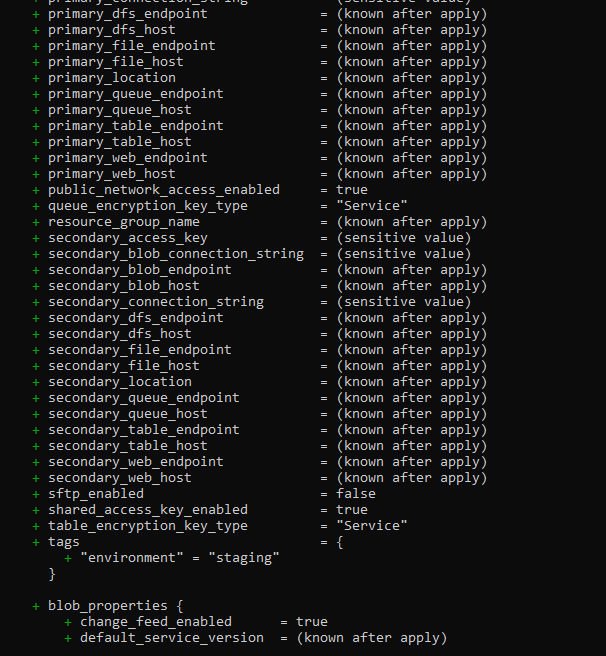 + primary_connection_string = (sensitive value)
+ primary_dfs_endpoint = (known after apply)
+ primary_dfs_host = (known after apply)
+ primary_file_endpoint = (known after apply)
+ primary_file_host = (known after apply)
+ primary_location = (known after apply)
+ primary_queue_endpoint = (known after apply)
+ primary_queue_host = (known after apply)
+ primary_table_endpoint = (known after apply)
+ primary_table_host = (known after apply)
+ primary_web_endpoint = (known after apply)
+ primary_web_host = (known after apply)
+ public_network_access_enabled = true
+ queue_encryption_key_type = "Service"
+ resource_group_name = (known after apply)
+ secondary_access_key = (sensitive value)
+ secondary_blob_connection_string = (sensitive value)
+ secondary_blob_endpoint = (known after apply)
+ secondary_blob_host = (known after apply)
+ secondary_connection_string = (sensitive value)
+ secondary_dfs_endpoint = (known after apply)
+ secondary_dfs_host = (known after apply)
+ secondary_file_endpoint = (known after apply)
+ secondary_file_host = (known after apply)
+ secondary_location = (known after apply)
+ secondary_queue_endpoint = (known after apply)
+ secondary_queue_host = (known after apply)
+ secondary_table_endpoint = (known after apply)
+ secondary_table_host = (known after apply)
+ secondary_web_endpoint = (known after apply)
+ secondary_web_host = (known after apply)
+ sftp_enabled = false
+ shared_access_key_enabled = true
+ table_encryption_key_type = "Service"
+ tags = {
+ "environment" = "staging"
}
+ blob_properties {
+ change_feed_enabled = true
+ default_service_version = (known after apply)